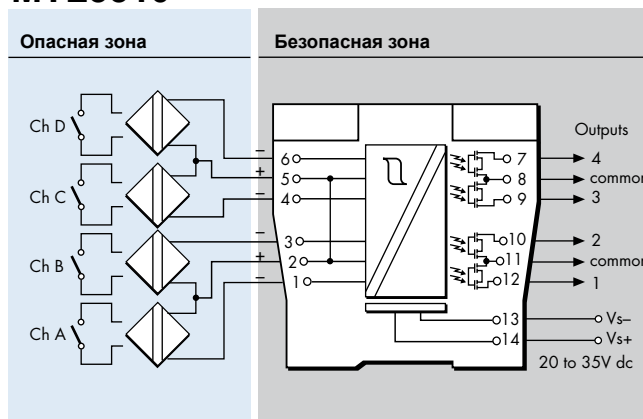 Опасная зона
Безопасная зона
Ch D
Ch C
Ch B
Ch A
–
6
+
5
–
4
–
3
+
2
–
1
7
8
9
10
11
12
13
14
Outputs
4
common
3
2
common
1
Vs–
Vs+
20 to 35V dc